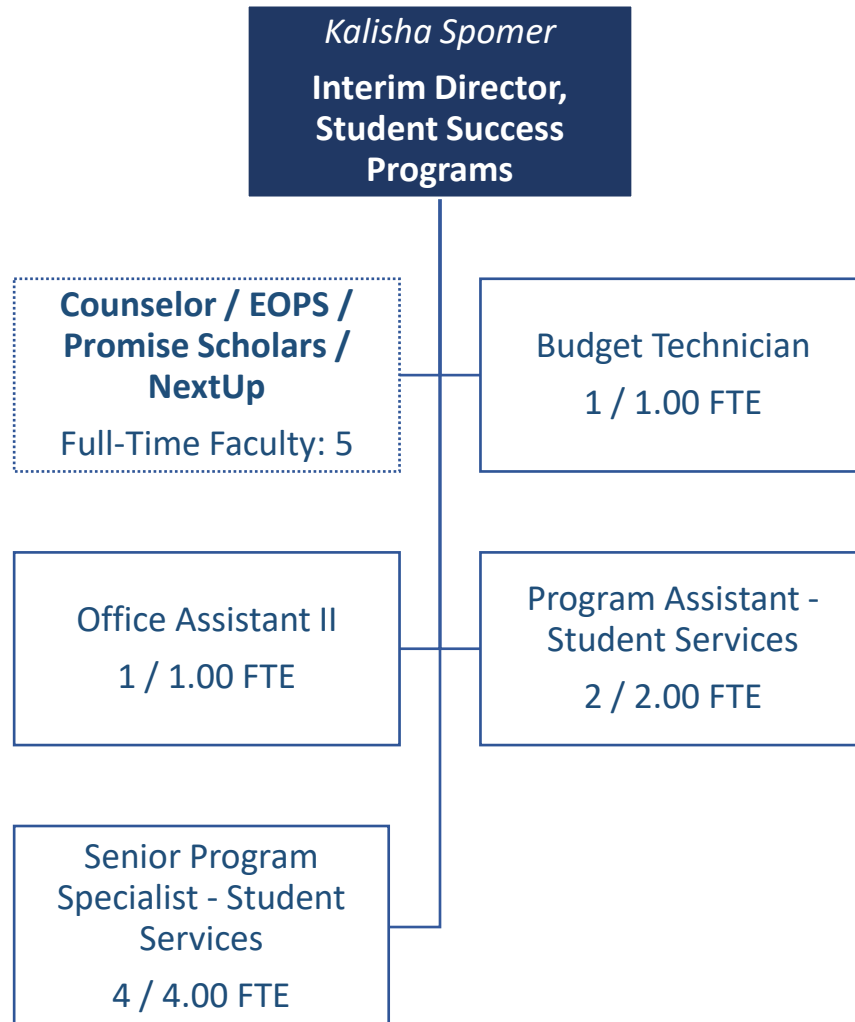 Kalisha Spomer
Interim Director,
Student Success
Programs
Counselor / EOPS /
Promise Scholars /
NextUp
Full-Time Faculty: 5
Budget Technician
1 / 1.00 FTE
Office Assistant II
1 / 1.00 FTE
Program Assistant -
Student Services
2 / 2.00 FTE
Senior Program
Specialist - Student
Services
4 / 4.00 FTE